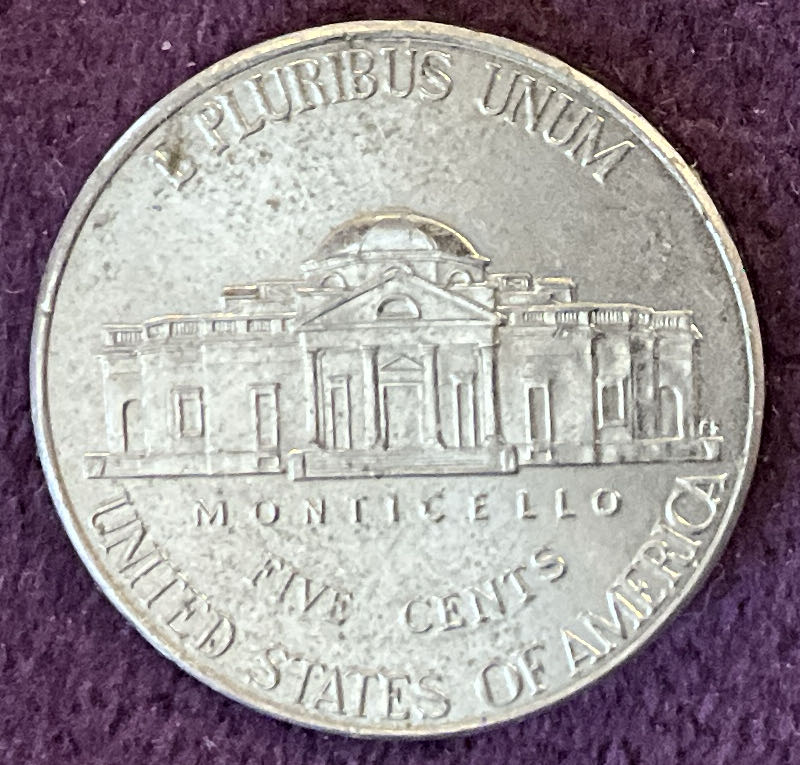 E PLURIBUS UNUM
MONTICELLO
FIVE CENTS
UNITED STATES OF AMERICA